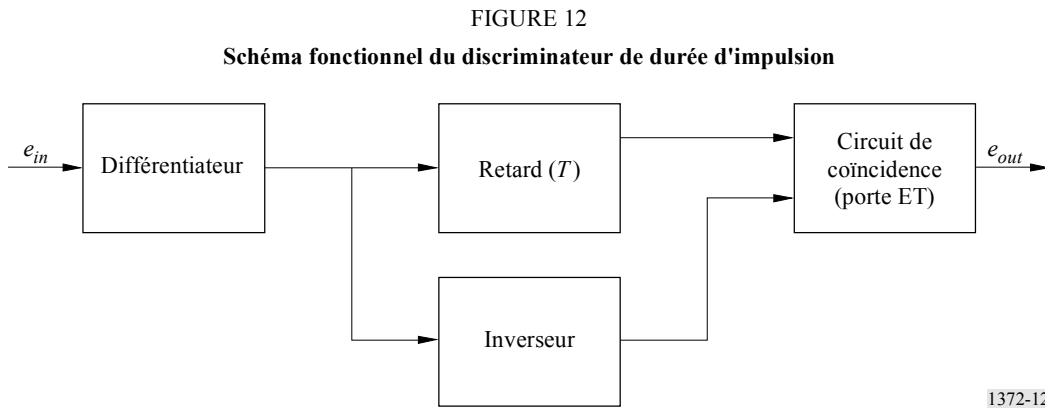 FIGURE 12
Schéma fonctionnel du discriminateur de durée d'impulsion
e_in
Différentiateur
Retard (T)
Circuit de
coïncidence
(porte ET)
e_out
Inverseur
1372-12